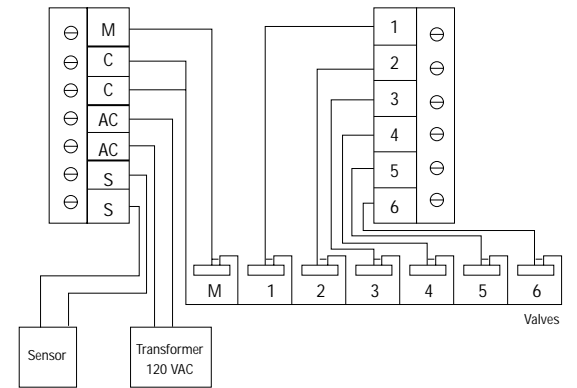 M
C
C
AC
AC
S
S
1
2
3
4
5
6
M 1 2 3 4 5 6
Valves
Sensor
Transformer
120 VAC